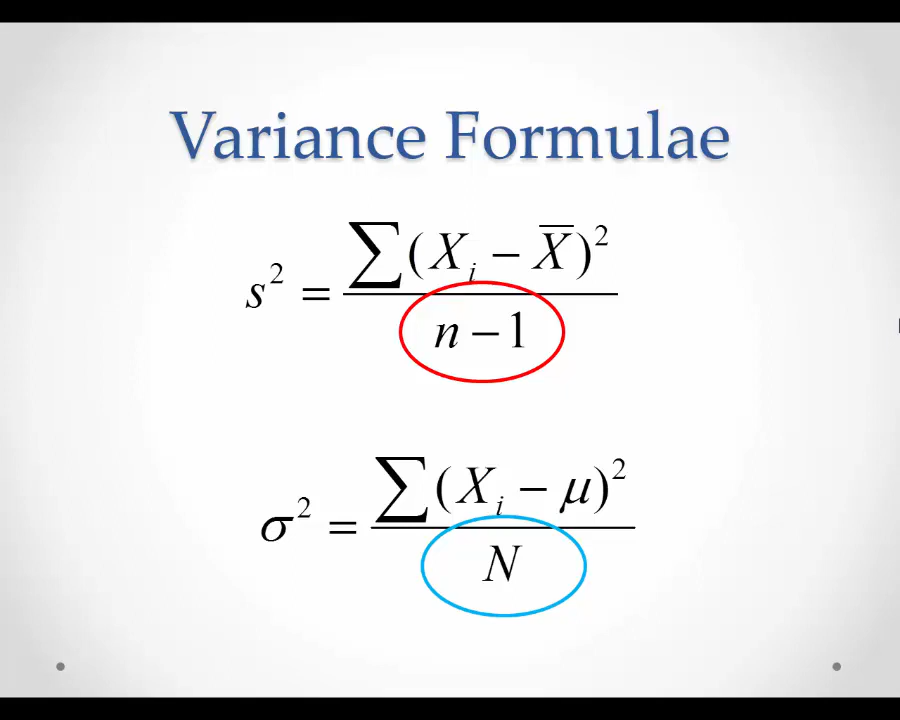 Variance Formulae
s² = ∑(Xᵢ − X̅)²
n − 1
σ² = ∑(Xᵢ − μ)²
N